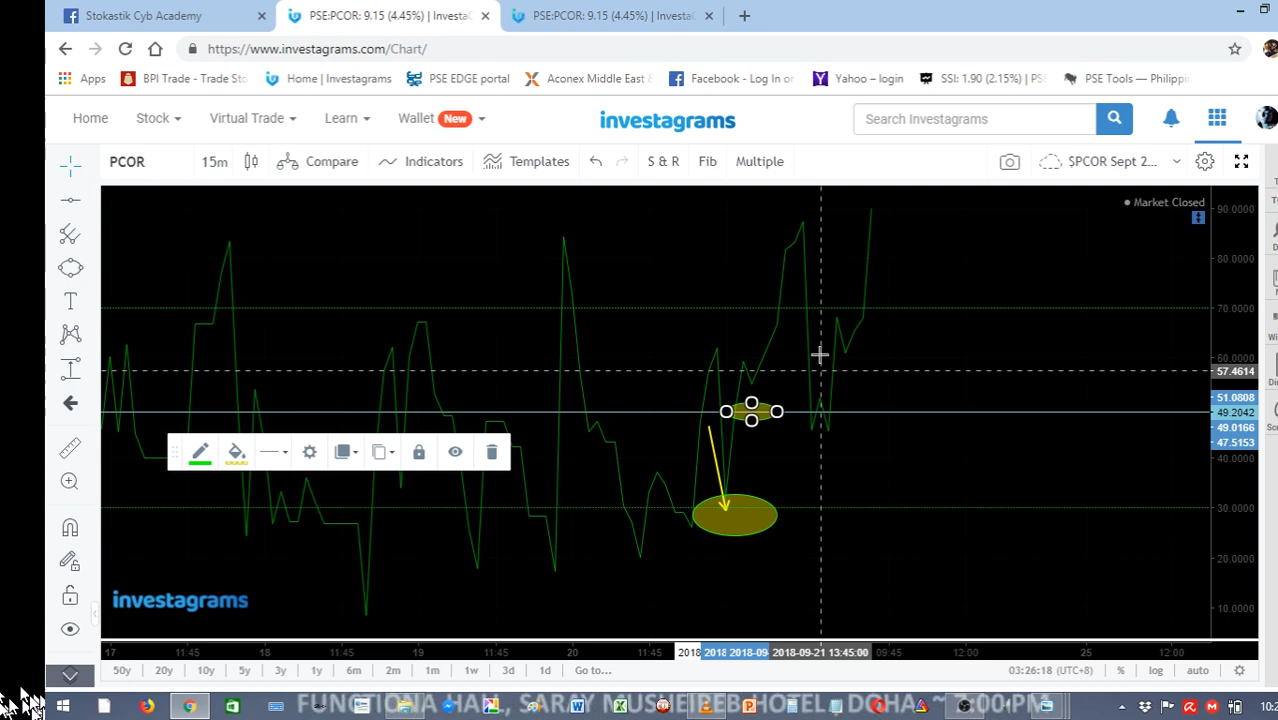 Stokastik Cyb Academy
PSE:PCOR: 9.15 (4.45%) | Investa
PSE:PCOR: 9.15 (4.45%) | Investa
https://www.investagrams.com/Chart/
Apps BPI Trade - Trade Sto Home | Investagrams PSE EDGE portal Aconex Middle East & Facebook - Log In or Yahoo – login SSI: 1.90 (2.15%) | PSE PSE Tools — Philippi
Home Stock Virtual Trade Learn Wallet New investagrams Search Investagrams
PCOR 15m Compare Indicators Templates S & R Fib Multiple $PCOR Sept 2...
Market Closed
90.0000
80.0000
70.0000
60.0000
57.4614
51.0808
49.2042
49.0166
47.5153
40.0000
30.0000
20.0000
10.0000
investagrams
17 11:45 18 11:45 19 11:45 20 11:45 2018 2018 2018-09- 2018-09-21 13:45:00 09:45 12:00 25 12:00
50y 20y 10y 5y 3y 1y 6m 2m 1m 1w 3d 1d Go to... 03:26:18 (UTC+8) % log auto